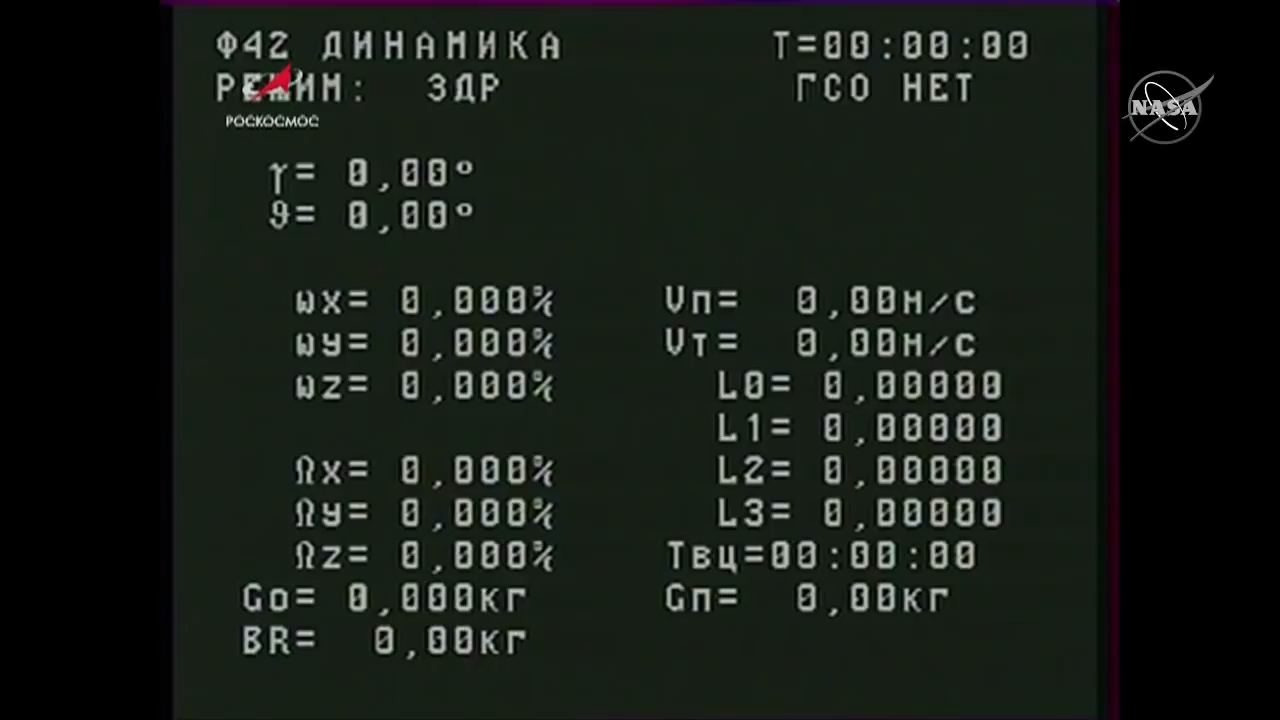 Ф42 ДИНАМИКА T=00:00:00
РЕЖИМ: ЗДР ГСО НЕТ
РОСКОСМОС
NASA
γ= 0,00°
ϑ= 0,00°
ωx= 0,000°/c Vп= 0,00м/с
ωy= 0,000°/c Vт= 0,00м/с
ωz= 0,000°/c L0= 0,00000
L1= 0,00000
Ωx= 0,000°/c L2= 0,00000
Ωy= 0,000°/c L3= 0,00000
Ωz= 0,000°/c Твц=00:00:00
Gо= 0,000кг Gп= 0,00кг
BR= 0,00кг